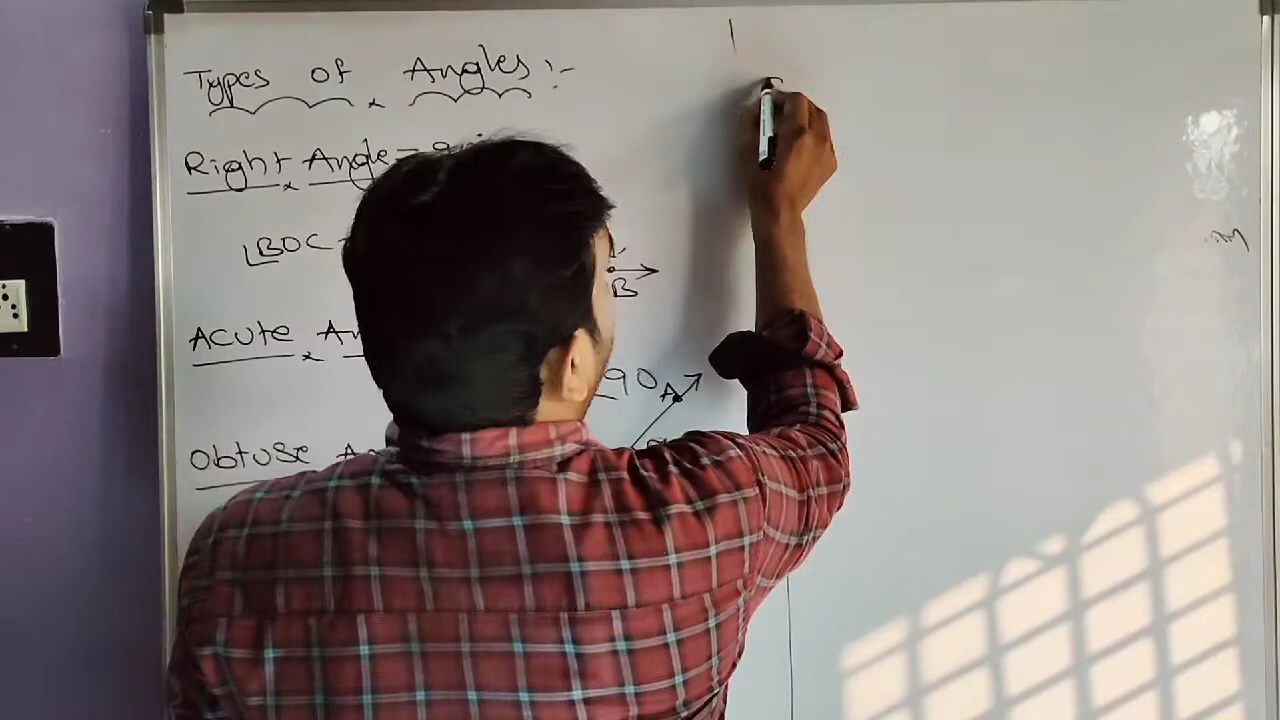 Types of Angles :-
Right Angle =
∠BOC
B
Acute
90 A
Obtuse